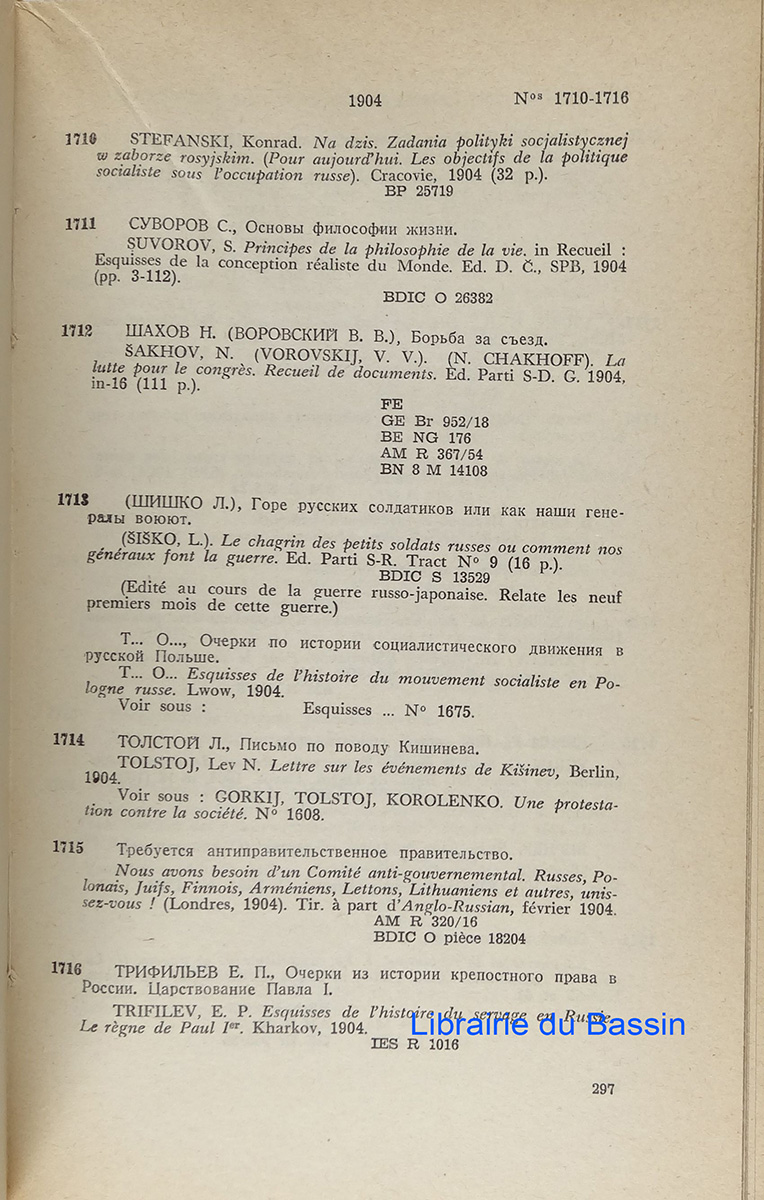 1904 Nos 1710-1716
1710 STEFANSKI, Konrad. Na dzis. Zadania polityki socjalistycznej
w zaborze rosyjskim. (Pour aujourd'hui. Les objectifs de la politique
socialiste sous l'occupation russe). Cracovie, 1904 (32 p.).
BP 25719
1711 СУВОРОВ С., Основы философии жизни.
SUVOROV, S. Principes de la philosophie de la vie. in Recueil :
Esquisses de la conception réaliste du Monde. Ed. D. Č., SPB, 1904
(pp. 3-112).
BDIC O 26382
1712 ШАХОВ Н. (ВОРОВСКИЙ В. В.), Борьба за съезд.
ŠAKHOV, N. (VOROVSKIJ, V. V.). (N. CHAKHOFF). La
lutte pour le congrès. Recueil de documents. Ed. Parti S-D. G. 1904,
in-16 (111 p.).
FE
GE Br 952/18
BE NG 176
AM R 367/54
BN 8 M 14108
1713 (ШИШКО Л.), Горе русских солдатиков или как наши гене-
ралы воюют.
(ŠIŠKO, L.). Le chagrin des petits soldats russes ou comment nos
généraux font la guerre. Ed. Parti S-R. Tract No 9 (16 p.).
BDIC S 13529
(Edité au cours de la guerre russo-japonaise. Relate les neuf
premiers mois de cette guerre.)
Т... О..., Очерки по истории социалистического движения в
русской Польше.
T... O... Esquisses de l'histoire du mouvement socialiste en Po-
logne russe. Lwow, 1904.
Voir sous : Esquisses ... No 1675.
1714 ТОЛСТОЙ Л., Письмо по поводу Кишинева.
TOLSTOJ, Lev N. Lettre sur les événements de Kišinev, Berlin,
1904.
Voir sous : GORKIJ, TOLSTOJ, KOROLENKO. Une protesta-
tion contre la société. No 1608.
1715 Требуется антиправительственное правительство.
Nous avons besoin d'un Comité anti-gouvernemental. Russes, Po-
lonais, Juifs, Finnois, Arméniens, Lettons, Lithuaniens et autres, unis-
sez-vous ! (Londres, 1904). Tir. à part d'Anglo-Russian, février 1904.
AM R 320/16
BDIC O pièce 18204
1716 ТРИФИЛЬЕВ Е. П., Очерки из истории крепостного права в
России. Царствование Павла I.
TRIFILEV, E. P. Esquisses de l'histoire du servage en Russie.
Le règne de Paul Ier. Kharkov, 1904.
Librairie du Bassin
IES R 1016
297